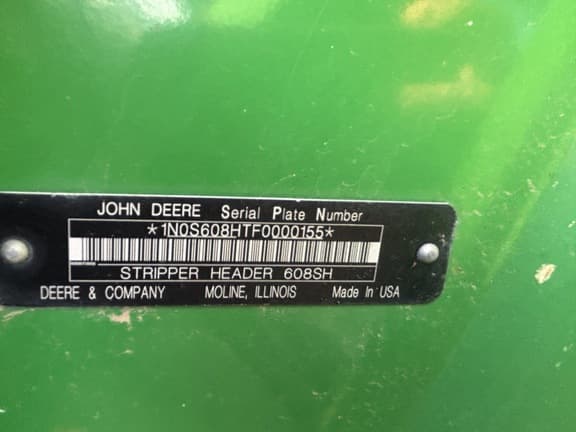 JOHN DEERE Serial Plate Number
*1N0S608HTF0000155*
STRIPPER HEADER 608SH
DEERE & COMPANY MOLINE, ILLINOIS Made In USA